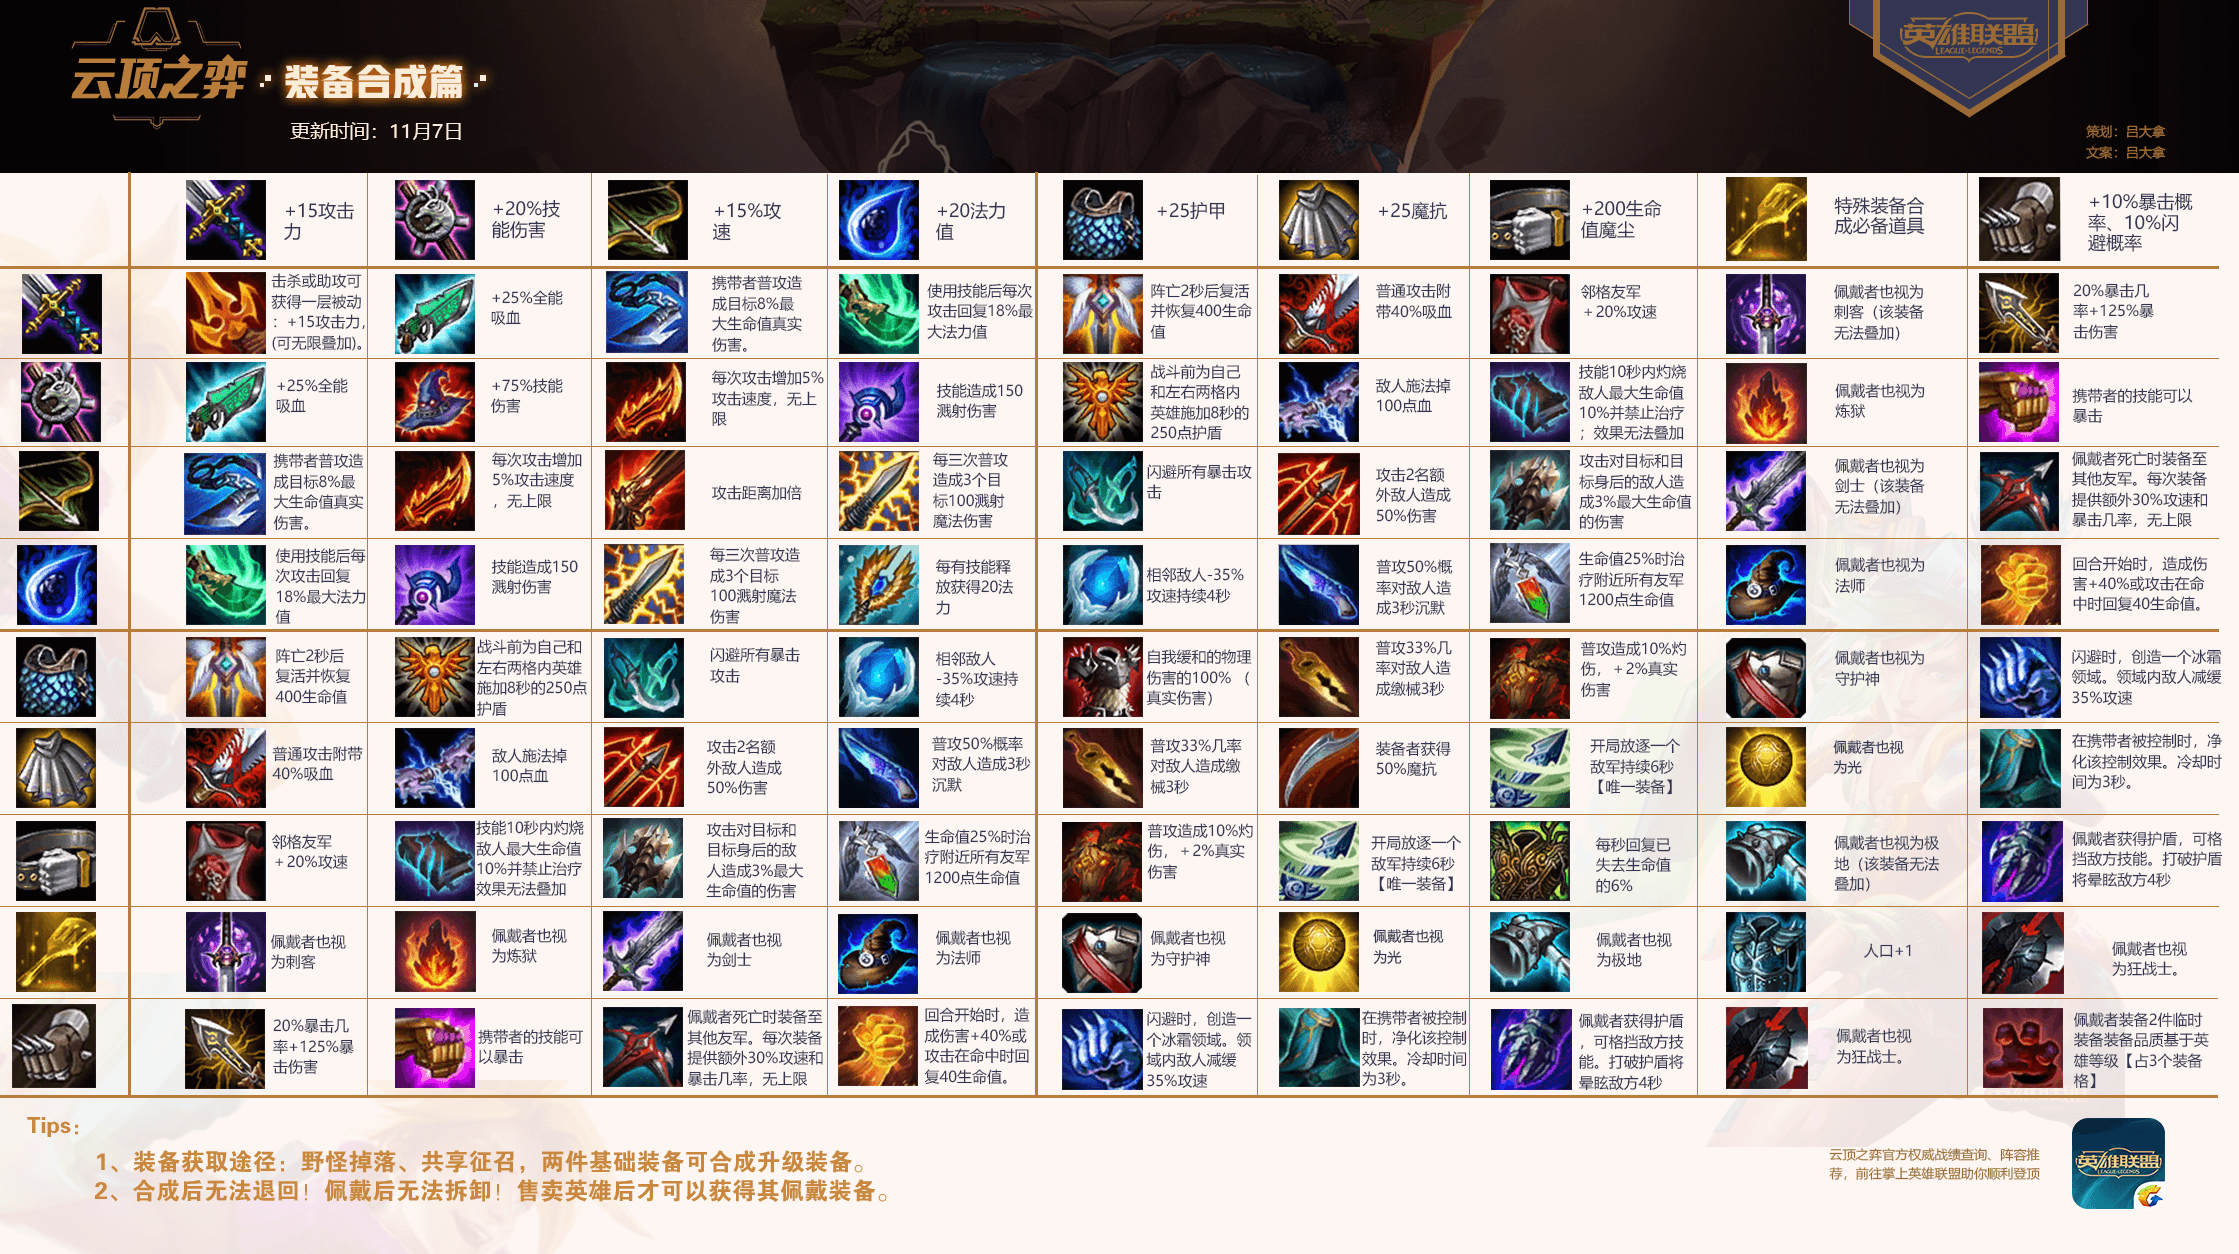 云顶之弈·装备合成篇·
更新时间：11月7日
英雄联盟
LEAGUE·LEGENDS
策划：吕大拿
文案：吕大拿
+15攻击
力
+20%技
能伤害
+15%攻
速
+20法力
值
+25护甲
+25魔抗
+200生命
值魔尘
特殊装备合
成必备道具
+10%暴击概
率、10%闪
避概率
击杀或助攻可
获得一层被动
：+15攻击力，
(可无限叠加)。
+25%全能
吸血
携带者普攻造
成目标8%最
大生命值真实
伤害。
使用技能后每次
攻击回复18%最
大法力值
阵亡2秒后复活
并恢复400生命
值
普通攻击附
带40%吸血
邻格友军
＋20%攻速
佩戴者也视为
刺客（该装备
无法叠加）
20%暴击几
率+125%暴
击伤害
+25%全能
吸血
+75%技能
伤害
每次攻击增加5%
攻击速度，无上
限
技能造成150
溅射伤害
战斗前为自己
和左右两格内
英雄施加8秒的
250点护盾
敌人施法掉
100点血
技能10秒内灼烧
敌人最大生命值
10%并禁止治疗
；效果无法叠加
佩戴者也视为
炼狱
携带者的技能可以
暴击
携带者普攻造
成目标8%最
大生命值真实
伤害。
每次攻击增加
5%攻击速度
，无上限
攻击距离加倍
每三次普攻
造成3个目
标100溅射
魔法伤害
闪避所有暴击攻
击
攻击2名额
外敌人造成
50%伤害
攻击对目标和目
标身后的敌人造
成3%最大生命值
的伤害
佩戴者也视为
剑士（该装备
无法叠加）
佩戴者死亡时装备至
其他友军。每次装备
提供额外30%攻速和
暴击几率，无上限
使用技能后每
次攻击回复
18%最大法力
值
技能造成150
溅射伤害
每三次普攻造
成3个目标
100溅射魔法
伤害
每有技能释
放获得20法
力
相邻敌人-35%
攻速持续4秒
普攻50%概
率对敌人造
成3秒沉默
生命值25%时治
疗附近所有友军
1200点生命值
佩戴者也视为
法师
回合开始时，造成伤
害+40%或攻击在命
中时回复40生命值。
阵亡2秒后
复活并恢复
400生命值
战斗前为自己和
左右两格内英雄
施加8秒的250点
护盾
闪避所有暴击
攻击
相邻敌人
-35%攻速持
续4秒
自我缓和的物理
伤害的100% （
真实伤害）
普攻33%几
率对敌人造
成缴械3秒
普攻造成10%灼
伤，＋2%真实
伤害
佩戴者也视为
守护神
闪避时，创造一个冰霜
领域。领域内敌人减缓
35%攻速
普通攻击附带
40%吸血
敌人施法掉
100点血
攻击2名额
外敌人造成
50%伤害
普攻50%概率
对敌人造成3秒
沉默
普攻33%几率
对敌人造成缴
械3秒
装备者获得
50%魔抗
开局放逐一个
敌军持续6秒
【唯一装备】
佩戴者也视
为光
在携带者被控制时，净
化该控制效果。冷却时
间为3秒。
邻格友军
＋20%攻速
技能10秒内灼烧
敌人最大生命值
10%并禁止治疗
效果无法叠加
攻击对目标和
目标身后的敌
人造成3%最大
生命值的伤害
生命值25%时治
疗附近所有友军
1200点生命值
普攻造成10%灼
伤，＋2%真实
伤害
开局放逐一个
敌军持续6秒
【唯一装备】
每秒回复已
失去生命值
的6%
佩戴者也视为极
地（该装备无法
叠加）
佩戴者获得护盾，可格
挡敌方技能。打破护盾
将晕眩敌方4秒
佩戴者也视
为刺客
佩戴者也视
为炼狱
佩戴者也视
为剑士
佩戴者也视
为法师
佩戴者也视
为守护神
佩戴者也视
为光
佩戴者也视
为极地
人口+1
佩戴者也视
为狂战士。
20%暴击几
率+125%暴
击伤害
携带者的技能可
以暴击
佩戴者死亡时装备至
其他友军。每次装备
提供额外30%攻速和
暴击几率，无上限
回合开始时，造
成伤害+40%或
攻击在命中时回
复40生命值。
闪避时，创造一
个冰霜领域。领
域内敌人减缓
35%攻速
在携带者被控制
时，净化该控制
效果。冷却时间
为3秒。
佩戴者获得护盾
，可格挡敌方技
能。打破护盾将
晕眩敌方4秒
佩戴者也视
为狂战士。
佩戴者装备2件临时
装备装备品质基于英
雄等级【占3个装备
格】
Tips：
1、装备获取途径：野怪掉落、共享征召，两件基础装备可合成升级装备。
2、合成后无法退回！佩戴后无法拆卸！售卖英雄后才可以获得其佩戴装备。
云顶之弈官方权威战绩查询、阵容推
荐，前往掌上英雄联盟助你顺利登顶
英雄联盟
LEAGUE·LEGENDS